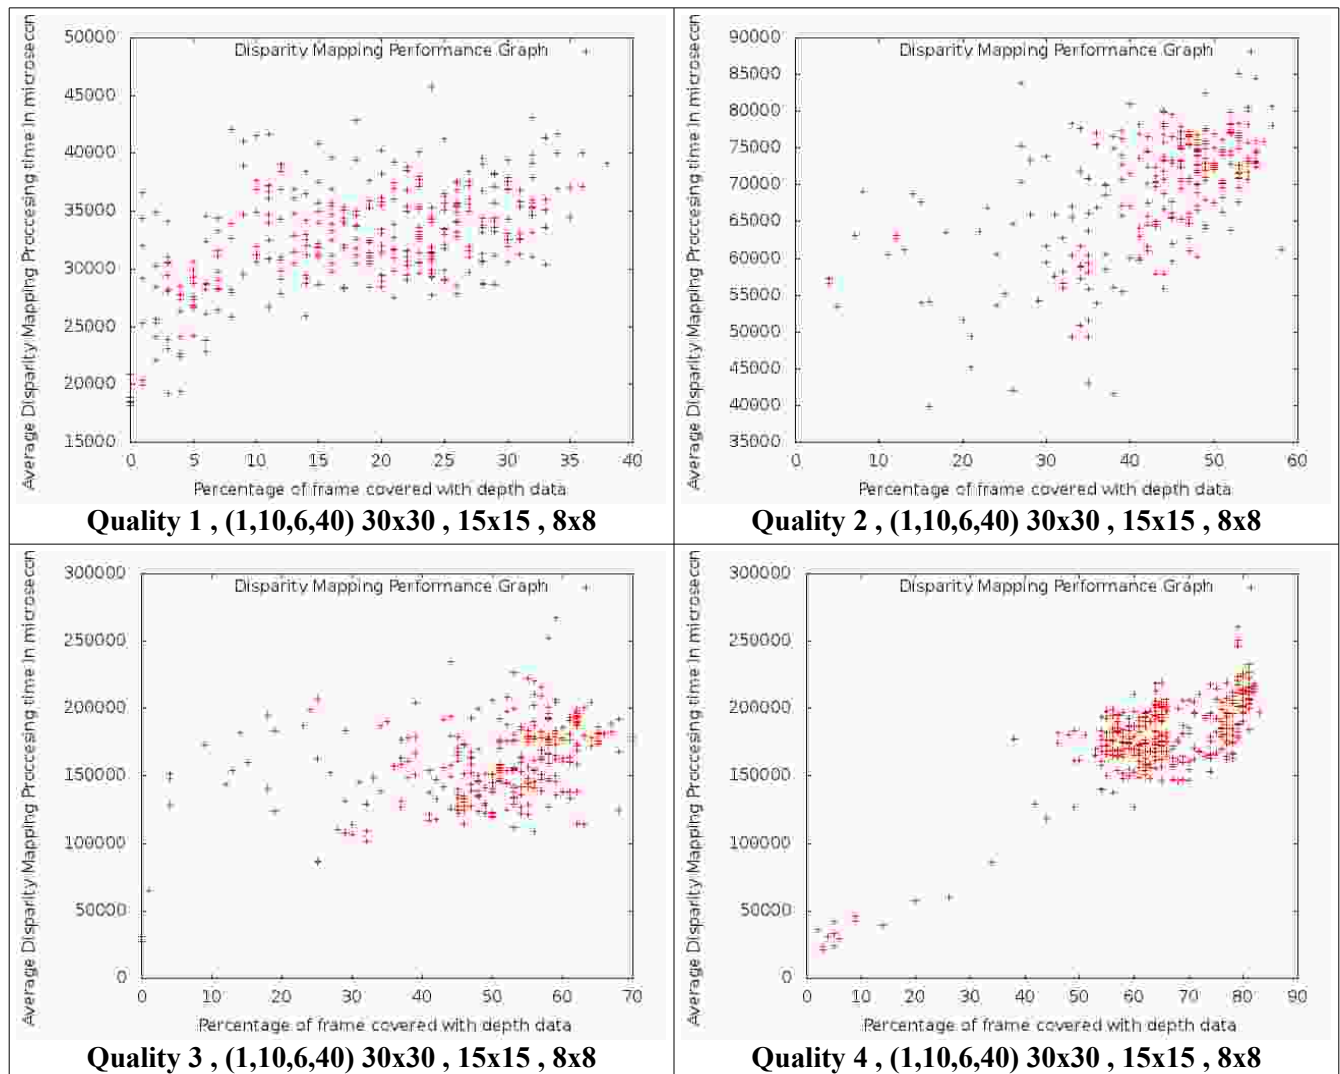 Disparity Mapping Performance Graph
Average Disparity Mapping Proccesing time in microsecon
50000
45000
40000
35000
30000
25000
20000
15000
0 5 10 15 20 25 30 35 40
Percentage of frame covered with depth data
Quality 1 , (1,10,6,40) 30x30 , 15x15 , 8x8
Disparity Mapping Performance Graph
Average Disparity Mapping Proccesing time in microsecon
90000
85000
80000
75000
70000
65000
60000
55000
50000
45000
40000
35000
0 10 20 30 40 50 60
Percentage of frame covered with depth data
Quality 2 , (1,10,6,40) 30x30 , 15x15 , 8x8
Disparity Mapping Performance Graph
Average Disparity Mapping Proccesing time in microsecon
300000
250000
200000
150000
100000
50000
0
0 10 20 30 40 50 60 70
Percentage of frame covered with depth data
Quality 3 , (1,10,6,40) 30x30 , 15x15 , 8x8
Disparity Mapping Performance Graph
Average Disparity Mapping Proccesing time in microsecon
300000
250000
200000
150000
100000
50000
0
0 10 20 30 40 50 60 70 80 90
Percentage of frame covered with depth data
Quality 4 , (1,10,6,40) 30x30 , 15x15 , 8x8